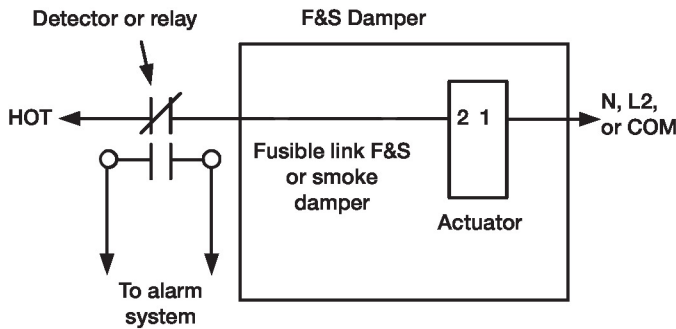 Detector or relay
F&S Damper
HOT
2 1
N, L2,
or COM
Fusible link F&S
or smoke
damper
Actuator
To alarm
system